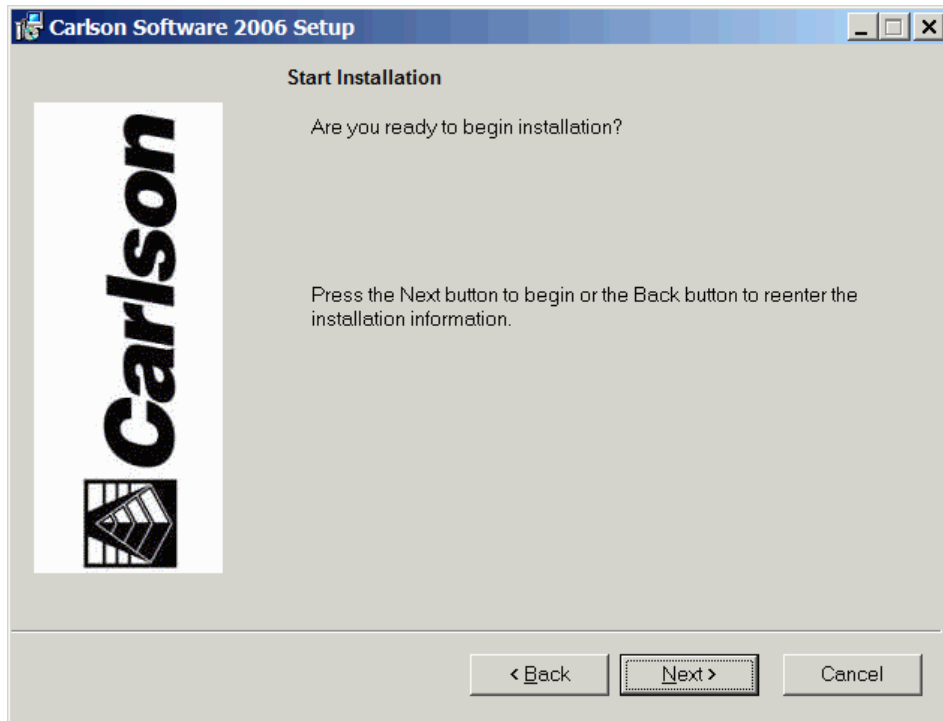 Carlson Software 2006 Setup
Start Installation
Are you ready to begin installation?
Carlson
Press the Next button to begin or the Back button to reenter the
installation information.
< Back
Next >
Cancel